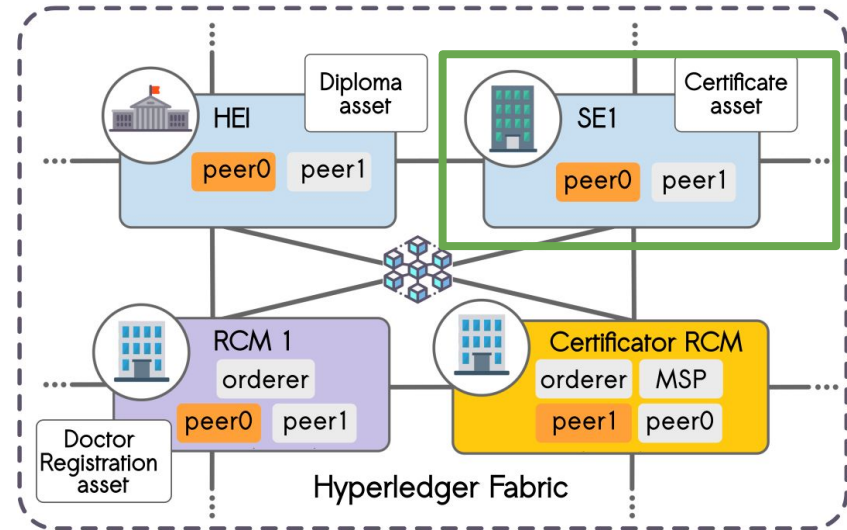 Diploma
asset
HEI
peer0 peer1
Certificate
asset
SE1
peer0 peer1
RCM 1
orderer
peer0 peer1
Doctor
Registration
asset
Certificator RCM
orderer MSP
peer1 peer0
Hyperledger Fabric